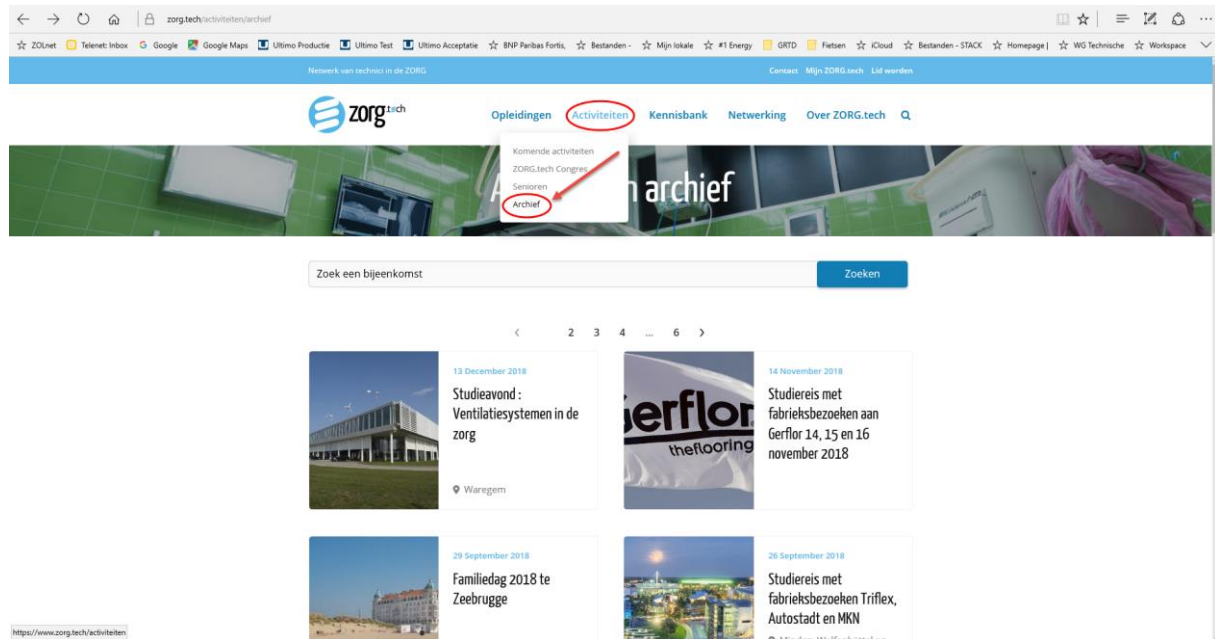 zorg.tech/activiteiten/archief
ZOLnet Telenet: Inbox Google Google Maps Ultimo Productie Ultimo Test Ultimo Acceptatie BNP Paribas Fortis, Bestanden - Mijn lokale #1 Energy GRTD Fietsen iCloud Bestanden - STACK Homepage | WG Technische Workspace
Netwerk van technici in de ZORG Contact Mijn ZORG.tech Lid worden
zorg.tech Opleidingen Activiteiten Kennisbank Netwerking Over ZORG.tech
Komende activiteiten
ZORG.tech Congres
Senioren
Archief
archief
Zoek een bijeenkomst Zoeken
< 2 3 4 ... 6 >
13 December 2018
Studieavond :
Ventilatiesystemen in de
zorg
Waregem
Gerflor
theflooring
14 November 2018
Studiereis met
fabrieksbezoeken aan
Gerflor 14, 15 en 16
november 2018
29 September 2018
Familiedag 2018 te
Zeebrugge
26 September 2018
Studiereis met
fabrieksbezoeken Triflex,
Autostadt en MKN
https://www.zorg.tech/activiteiten